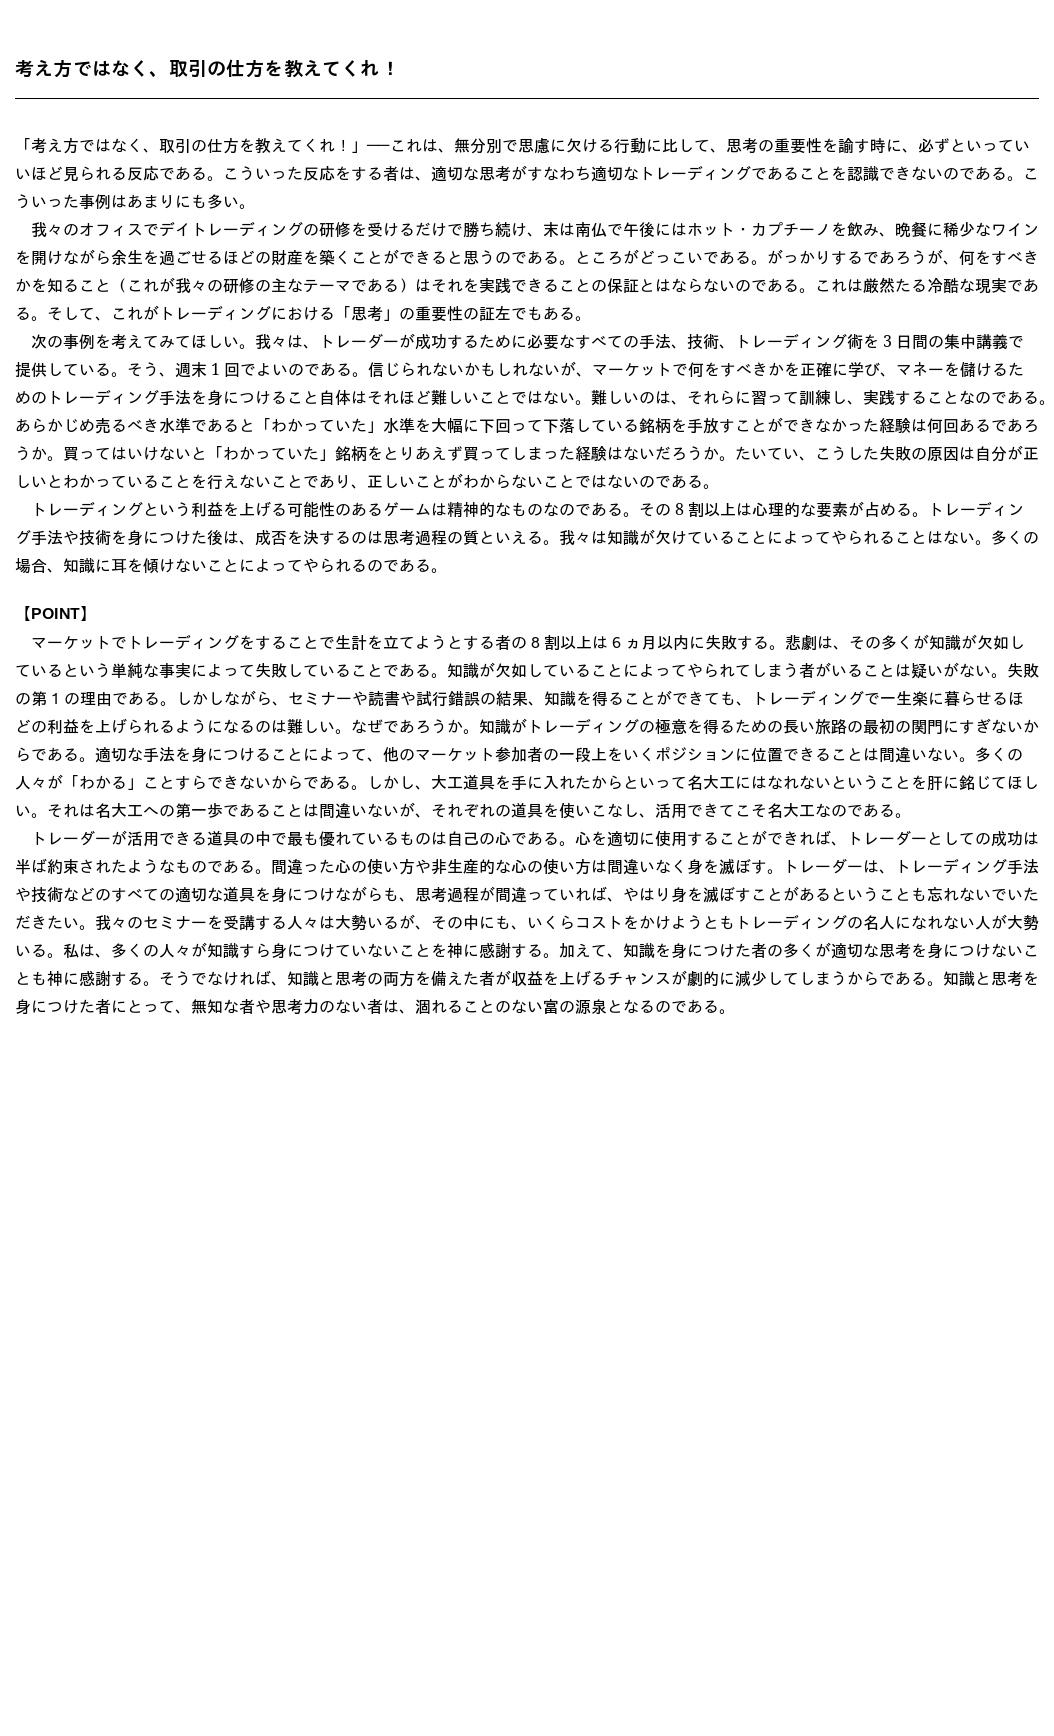 考え方ではなく、取引の仕方を教えてくれ！
「考え方ではなく、取引の仕方を教えてくれ！」──これは、無分別で思慮に欠ける行動に比して、思考の重要性を諭す時に、必ずといってい
いほど見られる反応である。こういった反応をする者は、適切な思考がすなわち適切なトレーディングであることを認識できないのである。こ
ういった事例はあまりにも多い。
　我々のオフィスでデイトレーディングの研修を受けるだけで勝ち続け、末は南仏で午後にはホット・カプチーノを飲み、晩餐に稀少なワイン
を開けながら余生を過ごせるほどの財産を築くことができると思うのである。ところがどっこいである。がっかりするであろうが、何をすべき
かを知ること（これが我々の研修の主なテーマである）はそれを実践できることの保証とはならないのである。これは厳然たる冷酷な現実であ
る。そして、これがトレーディングにおける「思考」の重要性の証左でもある。
　次の事例を考えてみてほしい。我々は、トレーダーが成功するために必要なすべての手法、技術、トレーディング術を 3 日間の集中講義で
提供している。そう、週末 1 回でよいのである。信じられないかもしれないが、マーケットで何をすべきかを正確に学び、マネーを儲けるた
めのトレーディング手法を身につけること自体はそれほど難しいことではない。難しいのは、それらに習って訓練し、実践することなのである。
あらかじめ売るべき水準であると「わかっていた」水準を大幅に下回って下落している銘柄を手放すことができなかった経験は何回あるであろ
うか。買ってはいけないと「わかっていた」銘柄をとりあえず買ってしまった経験はないだろうか。たいてい、こうした失敗の原因は自分が正
しいとわかっていることを行えないことであり、正しいことがわからないことではないのである。
　トレーディングという利益を上げる可能性のあるゲームは精神的なものなのである。その 8 割以上は心理的な要素が占める。トレーディン
グ手法や技術を身につけた後は、成否を決するのは思考過程の質といえる。我々は知識が欠けていることによってやられることはない。多くの
場合、知識に耳を傾けないことによってやられるのである。
【POINT】
　マーケットでトレーディングをすることで生計を立てようとする者の 8 割以上は 6 ヵ月以内に失敗する。悲劇は、その多くが知識が欠如し
ているという単純な事実によって失敗していることである。知識が欠如していることによってやられてしまう者がいることは疑いがない。失敗
の第 1 の理由である。しかしながら、セミナーや読書や試行錯誤の結果、知識を得ることができても、トレーディングで一生楽に暮らせるほ
どの利益を上げられるようになるのは難しい。なぜであろうか。知識がトレーディングの極意を得るための長い旅路の最初の関門にすぎないか
らである。適切な手法を身につけることによって、他のマーケット参加者の一段上をいくポジションに位置できることは間違いない。多くの
人々が「わかる」ことすらできないからである。しかし、大工道具を手に入れたからといって名大工にはなれないということを肝に銘じてほし
い。それは名大工への第一歩であることは間違いないが、それぞれの道具を使いこなし、活用できてこそ名大工なのである。
　トレーダーが活用できる道具の中で最も優れているものは自己の心である。心を適切に使用することができれば、トレーダーとしての成功は
半ば約束されたようなものである。間違った心の使い方や非生産的な心の使い方は間違いなく身を滅ぼす。トレーダーは、トレーディング手法
や技術などのすべての適切な道具を身につけながらも、思考過程が間違っていれば、やはり身を滅ぼすことがあるということも忘れないでいた
だきたい。我々のセミナーを受講する人々は大勢いるが、その中にも、いくらコストをかけようともトレーディングの名人になれない人が大勢
いる。私は、多くの人々が知識すら身につけていないことを神に感謝する。加えて、知識を身につけた者の多くが適切な思考を身につけないこ
とも神に感謝する。そうでなければ、知識と思考の両方を備えた者が収益を上げるチャンスが劇的に減少してしまうからである。知識と思考を
身につけた者にとって、無知な者や思考力のない者は、涸れることのない富の源泉となるのである。